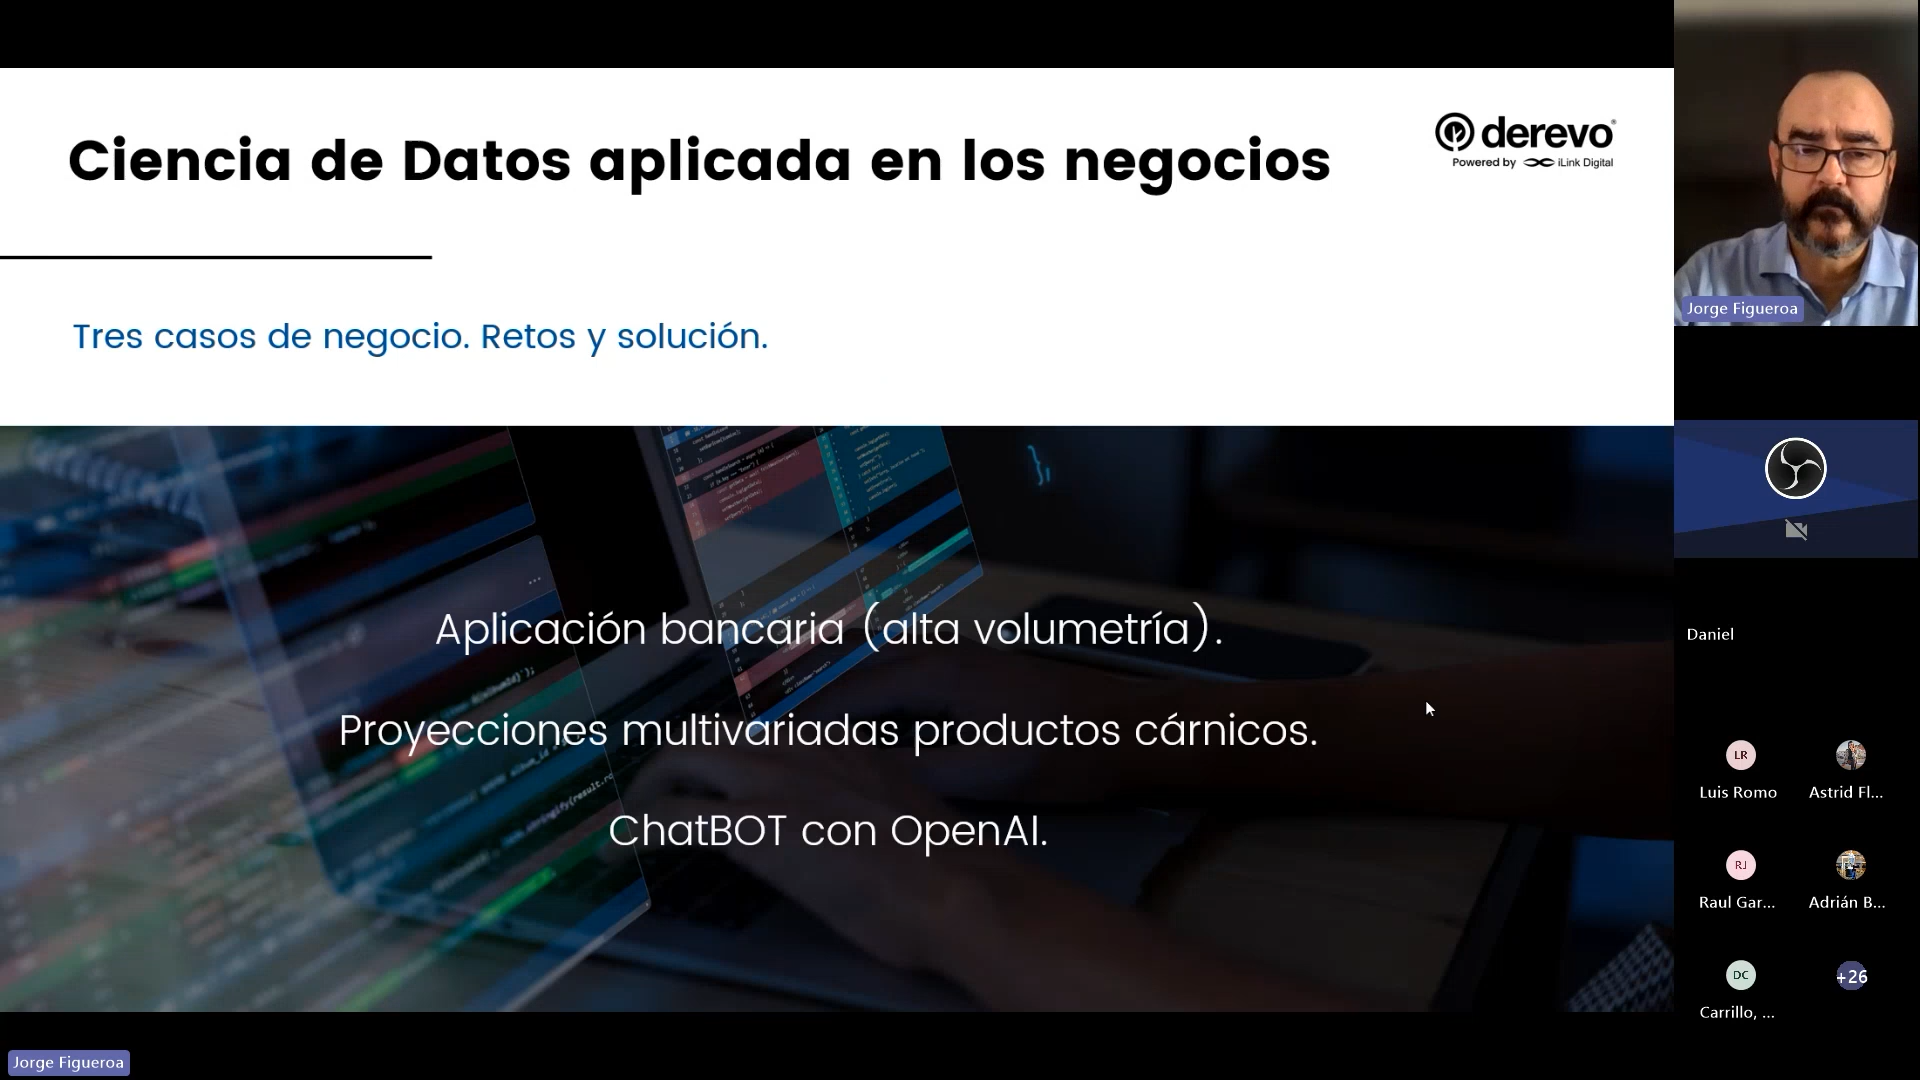 Ciencia de Datos aplicada en los negocios
derevo
Powered by iLink Digital
Tres casos de negocio. Retos y solución.
Aplicación bancaria (alta volumetría).
Proyecciones multivariadas productos cárnicos.
ChatBOT con OpenAI.
Jorge Figueroa
Daniel
LR
Luis Romo
Astrid Fl...
RJ
Raul Gar...
Adrián B...
DC
+26
Carrillo, ...
Jorge Figueroa